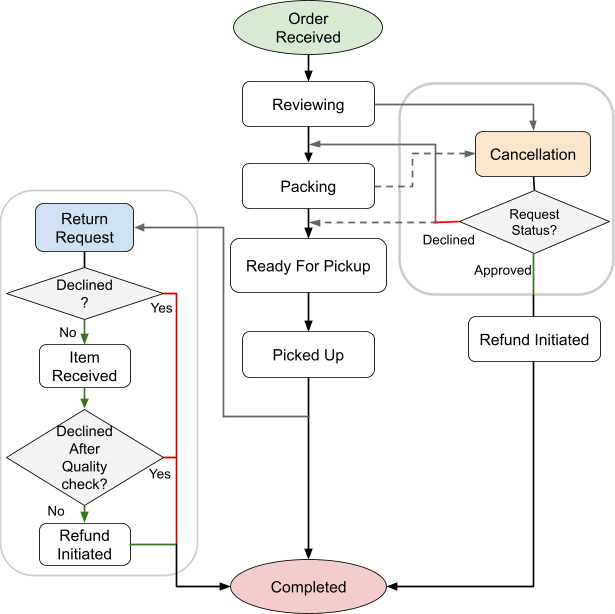 Order
Received
Reviewing
Cancellation
Packing
Request
Status?
Declined
Approved
Return
Request
Ready For Pickup
Declined
?
Yes
No
Refund Initiated
Picked Up
Item
Received
Declined
After
Quality
check?
Yes
No
Refund
Initiated
Completed